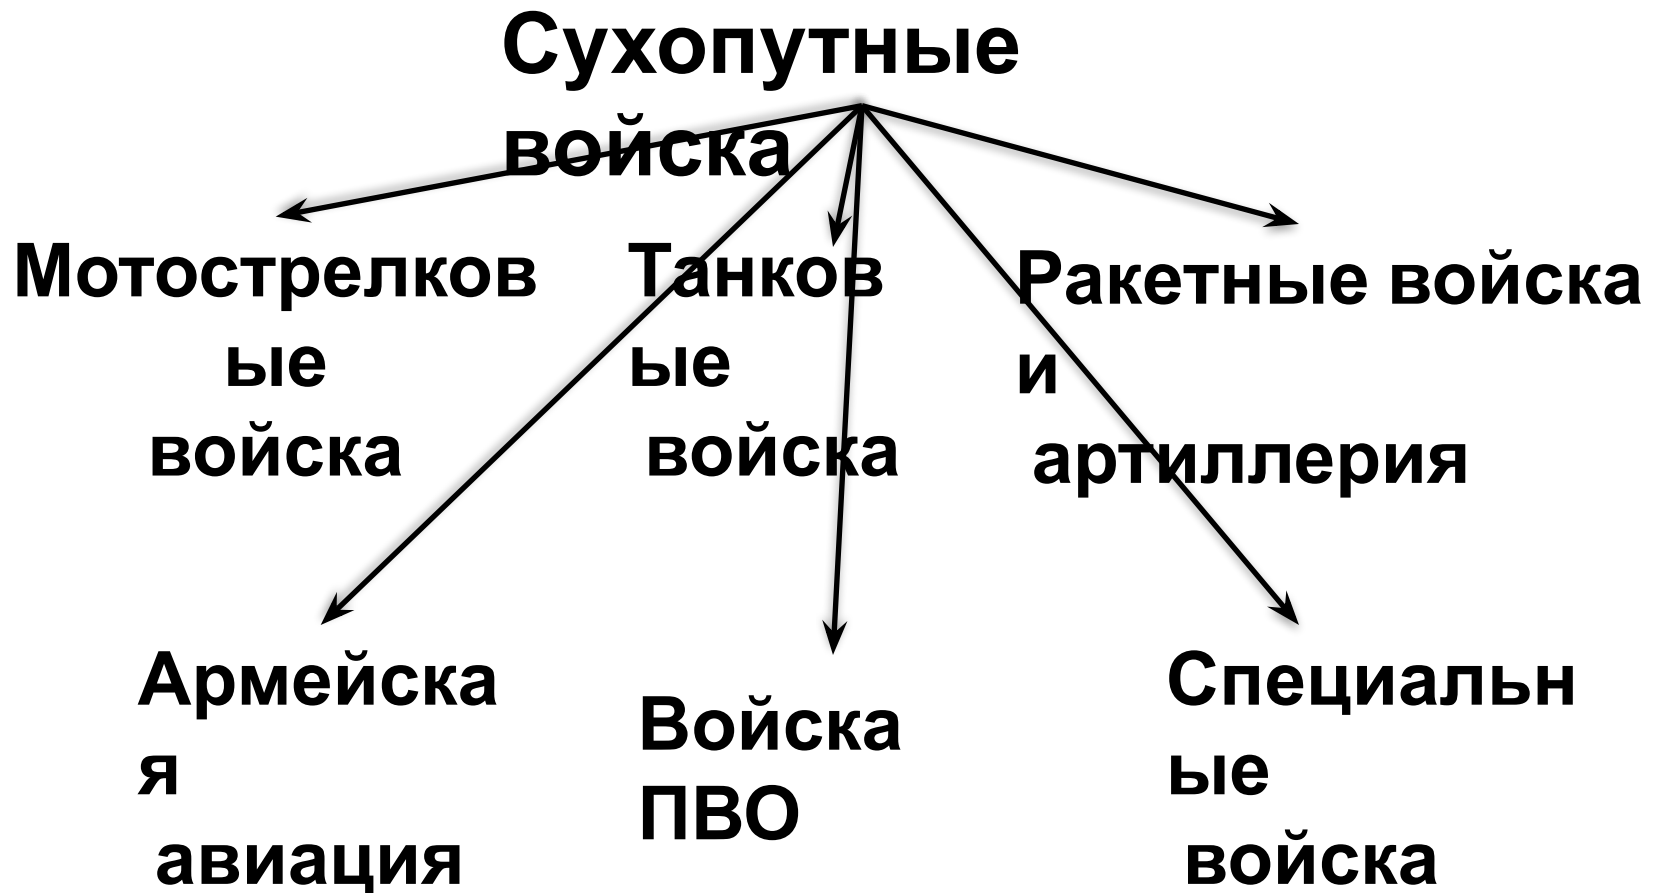 Сухопутные
войска
Мотострелков
ые
войска
Танков
ые
войска
Ракетные войска
и
артиллерия
Армейска
я
авиация
Войска
ПВО
Специальн
ые
войска